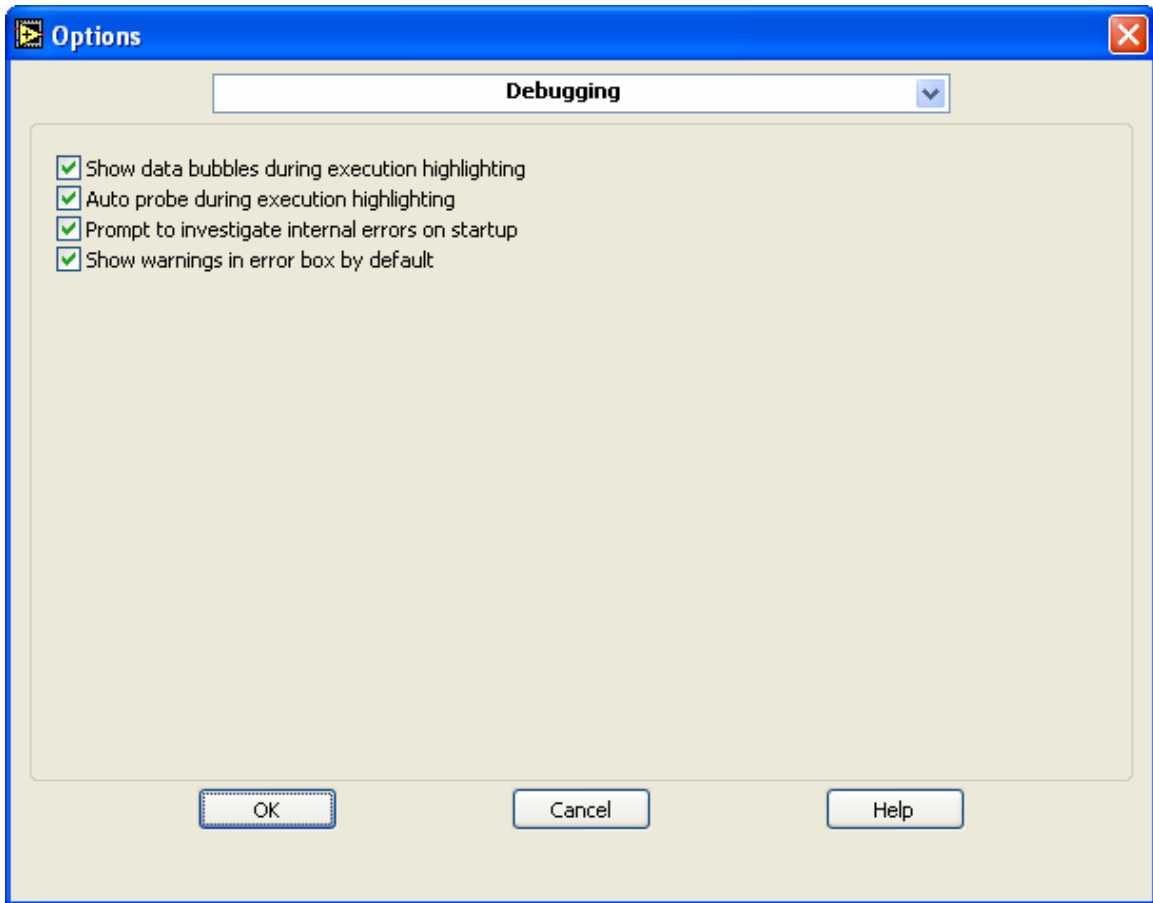 Options
Debugging
Show data bubbles during execution highlighting
Auto probe during execution highlighting
Prompt to investigate internal errors on startup
Show warnings in error box by default
OK
Cancel
Help